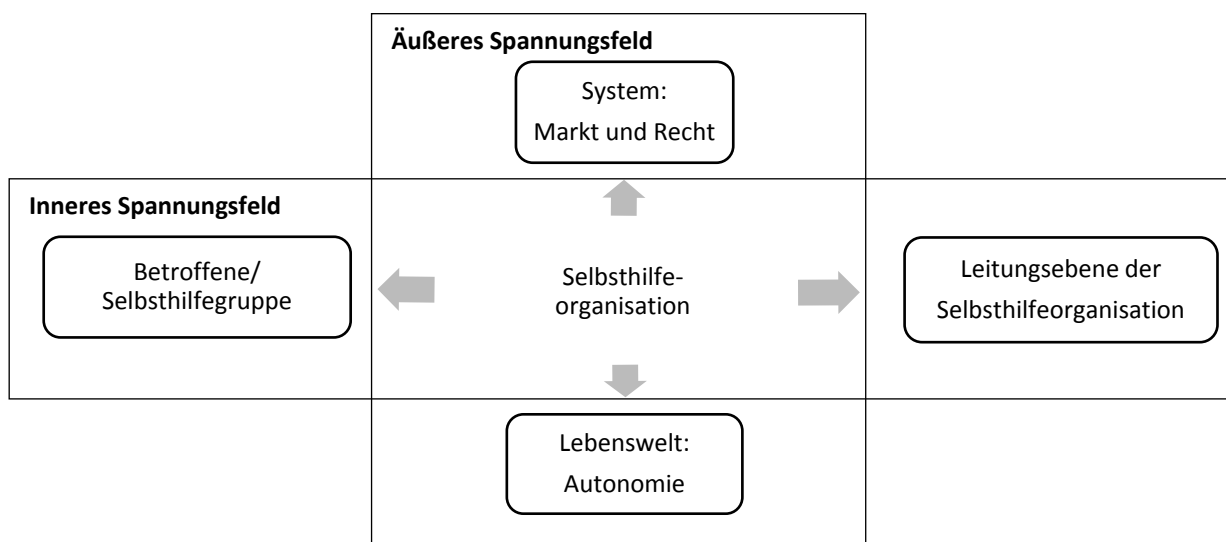 Äußeres Spannungsfeld
System:
Markt und Recht
Inneres Spannungsfeld
Betroffene/
Selbsthilfegruppe
Selbsthilfe-
organisation
Leitungsebene der
Selbsthilfeorganisation
Lebenswelt:
Autonomie